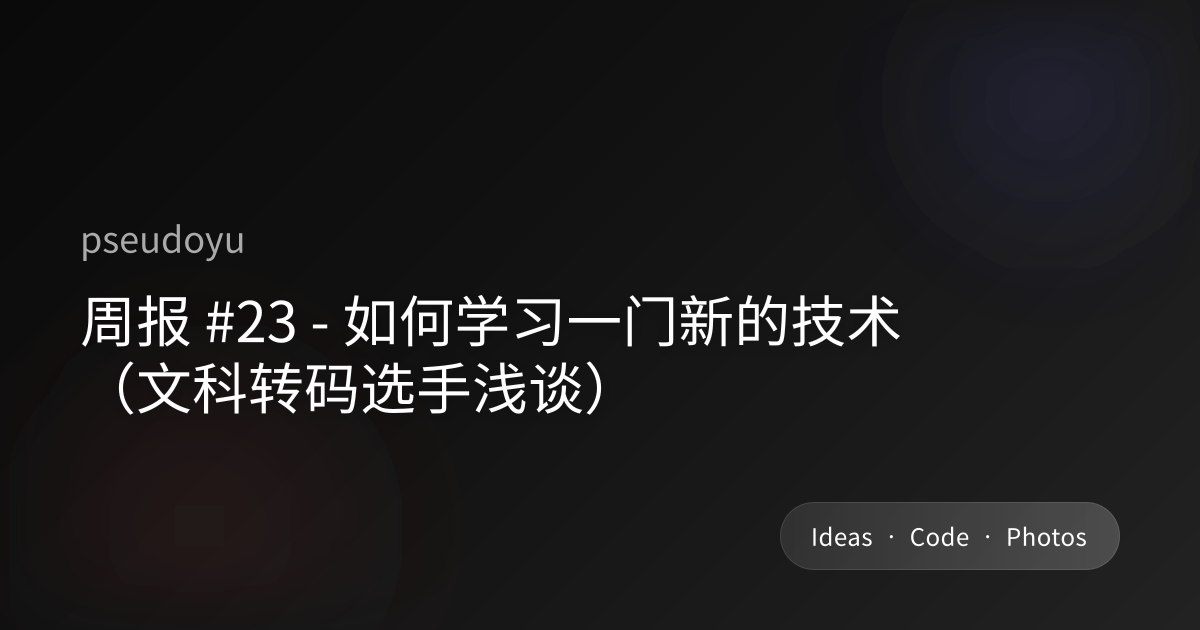 pseudoyu
周报 #23 - 如何学习一门新的技术
（文科转码选手浅谈）
Ideas · Code · Photos